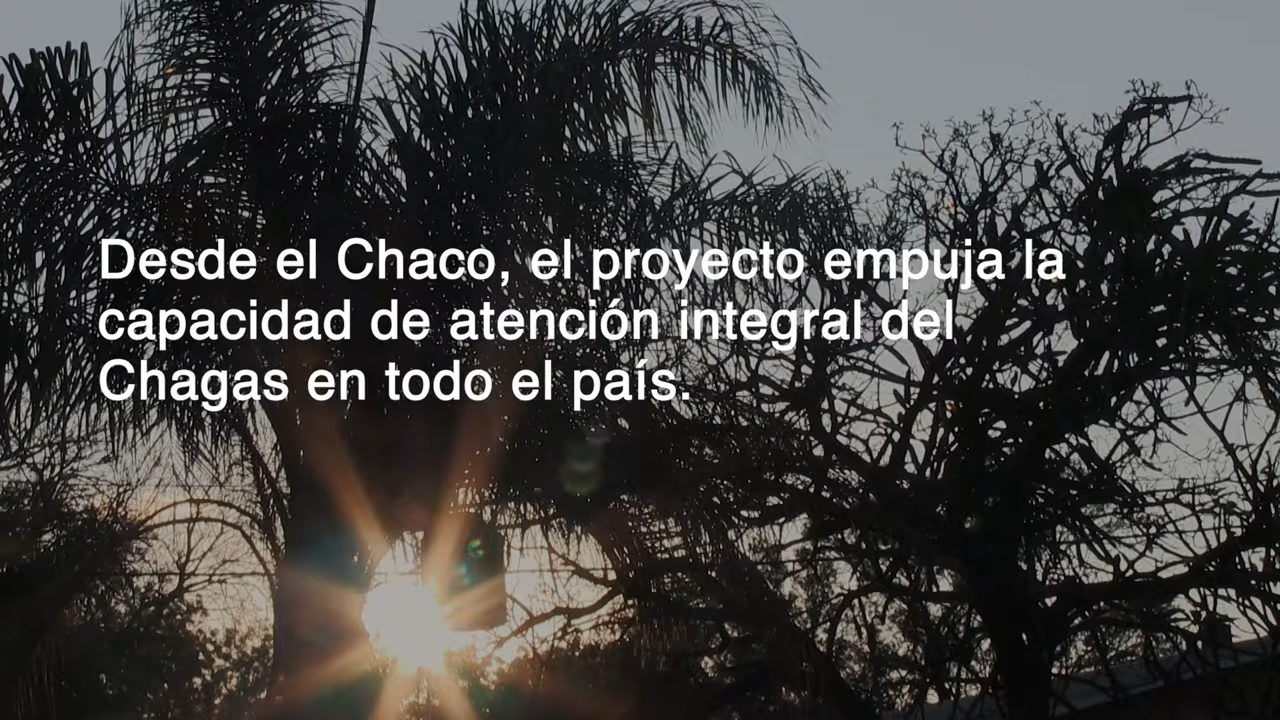 Desde el Chaco, el proyecto empuja la
capacidad de atención integral del
Chagas en todo el país.